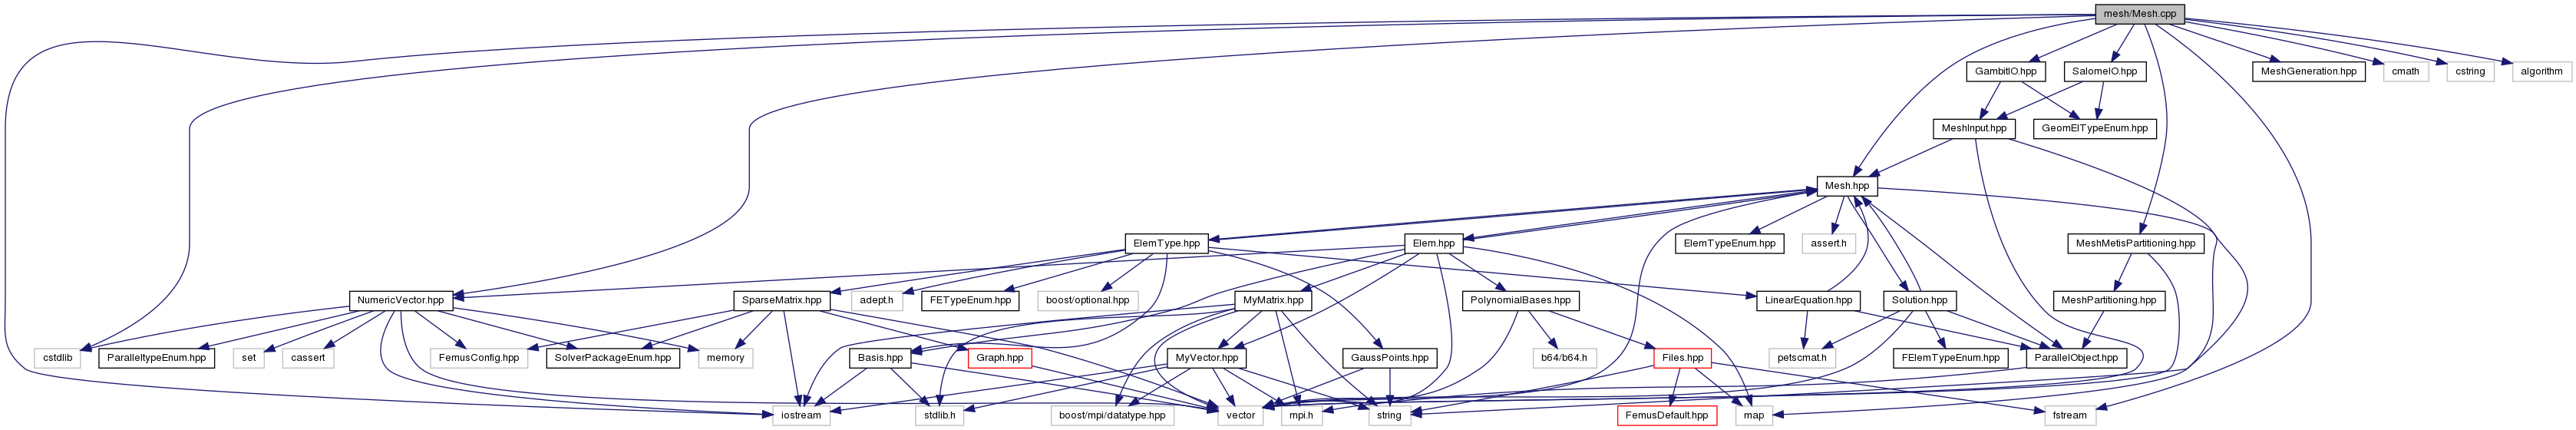 mesh/Mesh.cpp
GambitIO.hpp
SalomeIO.hpp
MeshGeneration.hpp
cmath
cstring
algorithm
MeshInput.hpp
GeomElTypeEnum.hpp
Mesh.hpp
ElemType.hpp
Elem.hpp
ElemTypeEnum.hpp
assert.h
MeshMetisPartitioning.hpp
NumericVector.hpp
SparseMatrix.hpp
adept.h
FETypeEnum.hpp
boost/optional.hpp
MyMatrix.hpp
PolynomialBases.hpp
LinearEquation.hpp
Solution.hpp
MeshPartitioning.hpp
cstdlib
ParalleltypeEnum.hpp
set
cassert
FemusConfig.hpp
SolverPackageEnum.hpp
memory
Basis.hpp
Graph.hpp
MyVector.hpp
GaussPoints.hpp
b64/b64.h
Files.hpp
petscmat.h
FElemTypeEnum.hpp
ParallelObject.hpp
iostream
stdlib.h
boost/mpi/datatype.hpp
vector
mpi.h
string
FemusDefault.hpp
map
fstream